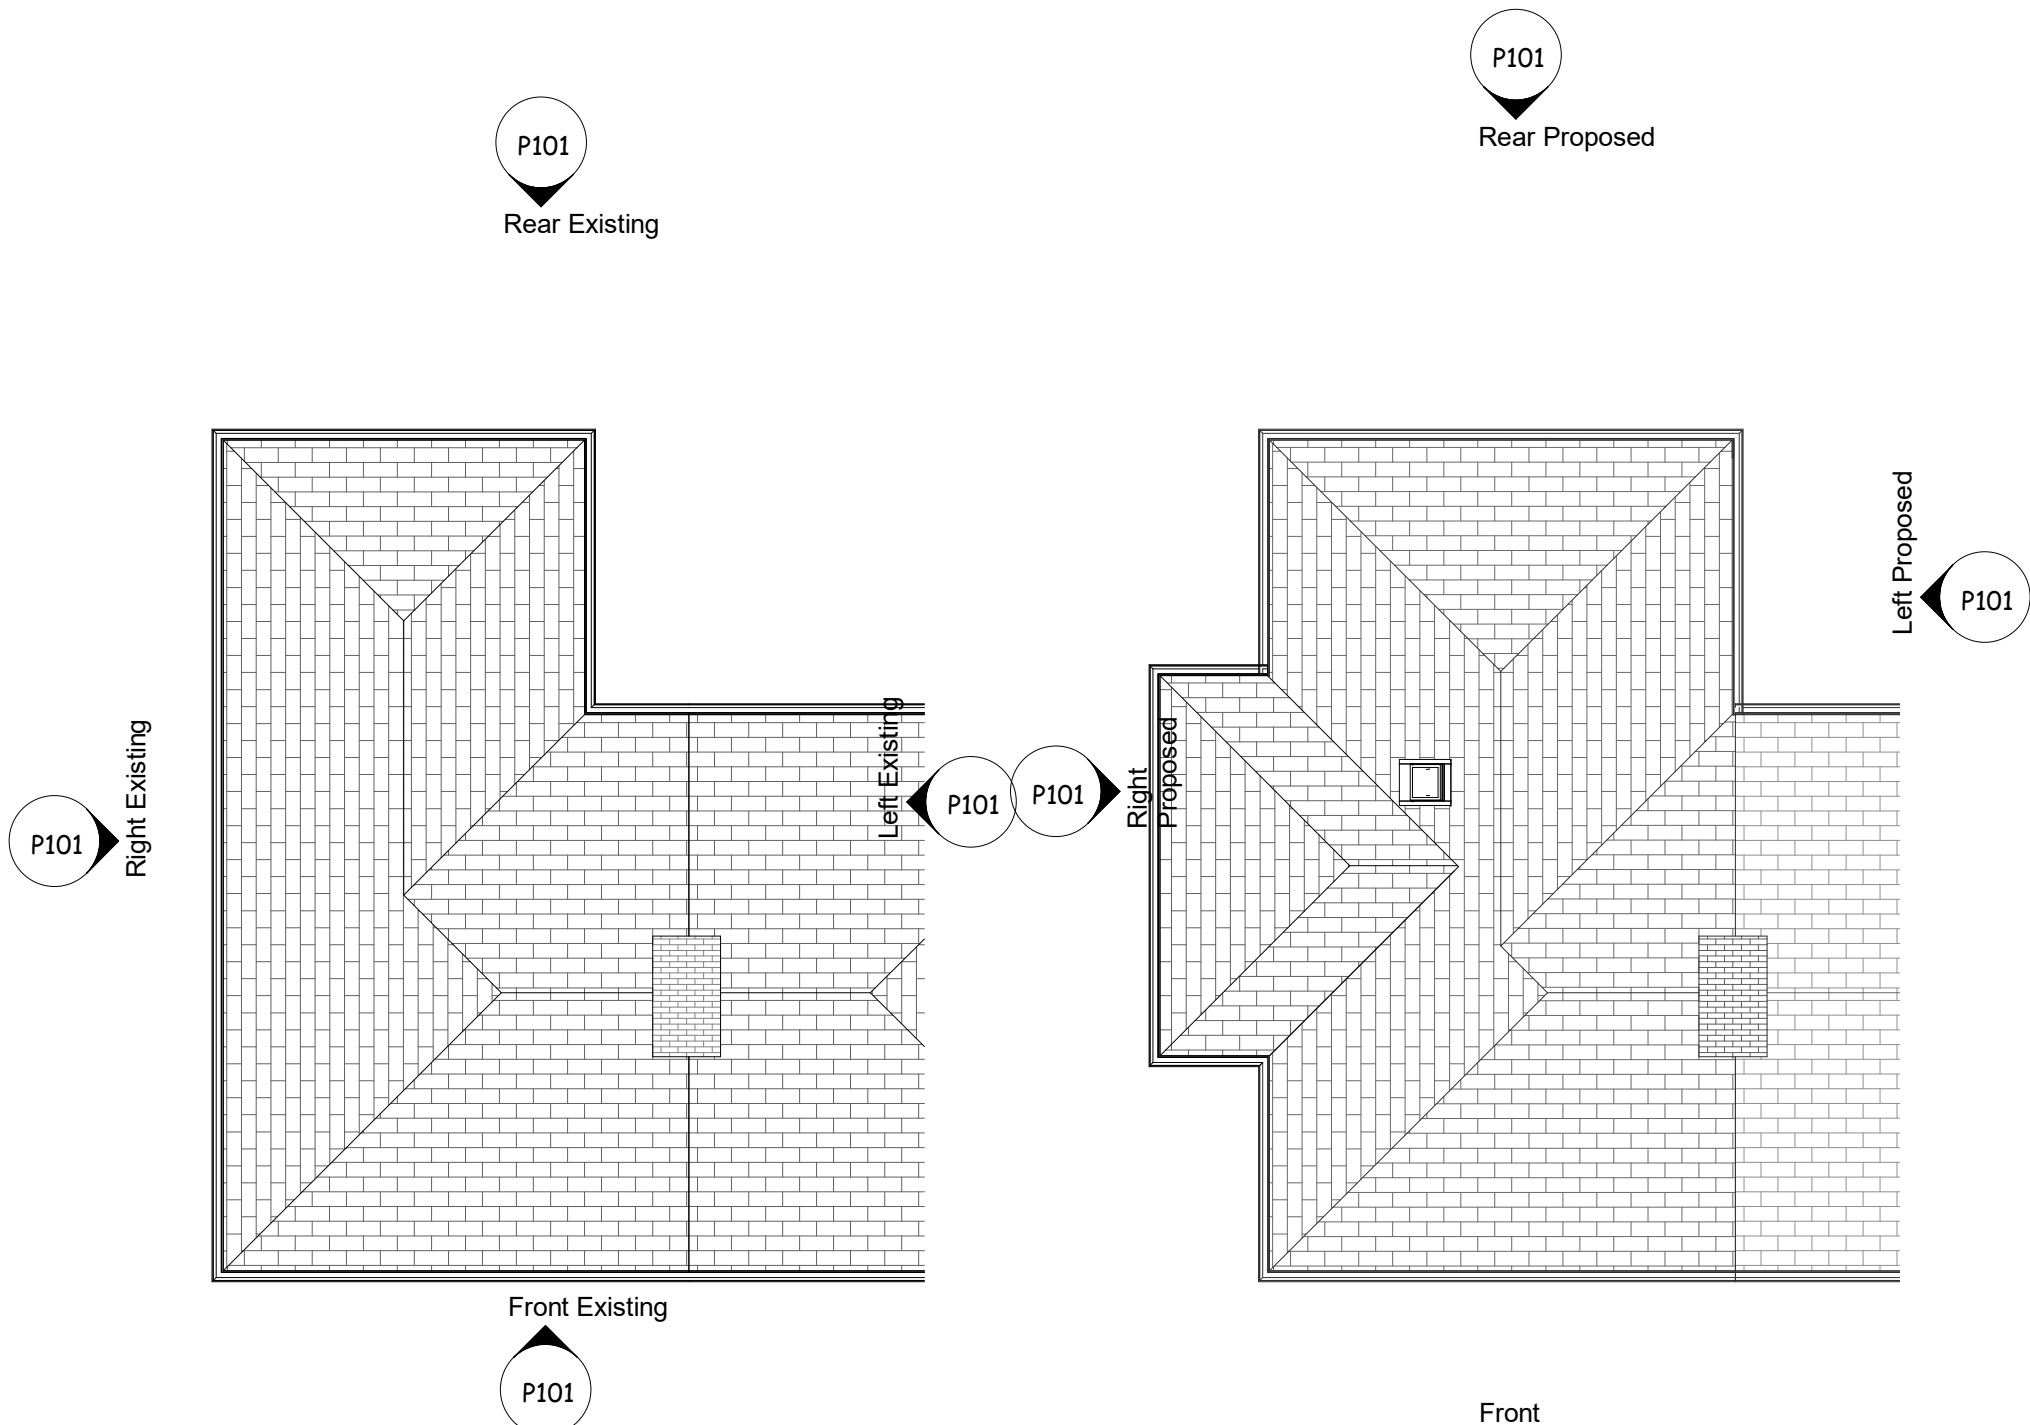 P101
Rear Proposed
P101
Rear Existing
Left Proposed
P101
Right Existing
P101
Left Existing
P101
P101
Right
Proposed
Front Existing
P101
Front